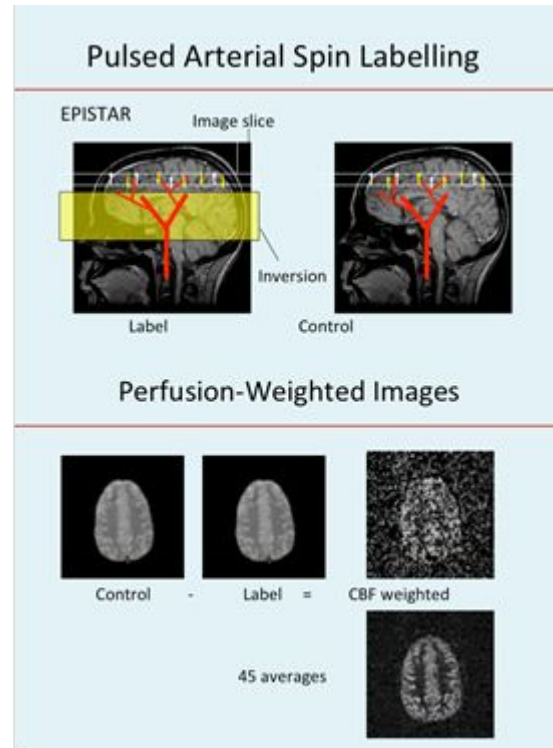 Pulsed Arterial Spin Labelling
EPISTAR
Image slice
Inversion
Label
Control
Perfusion-Weighted Images
Control - Label = CBF weighted
45 averages